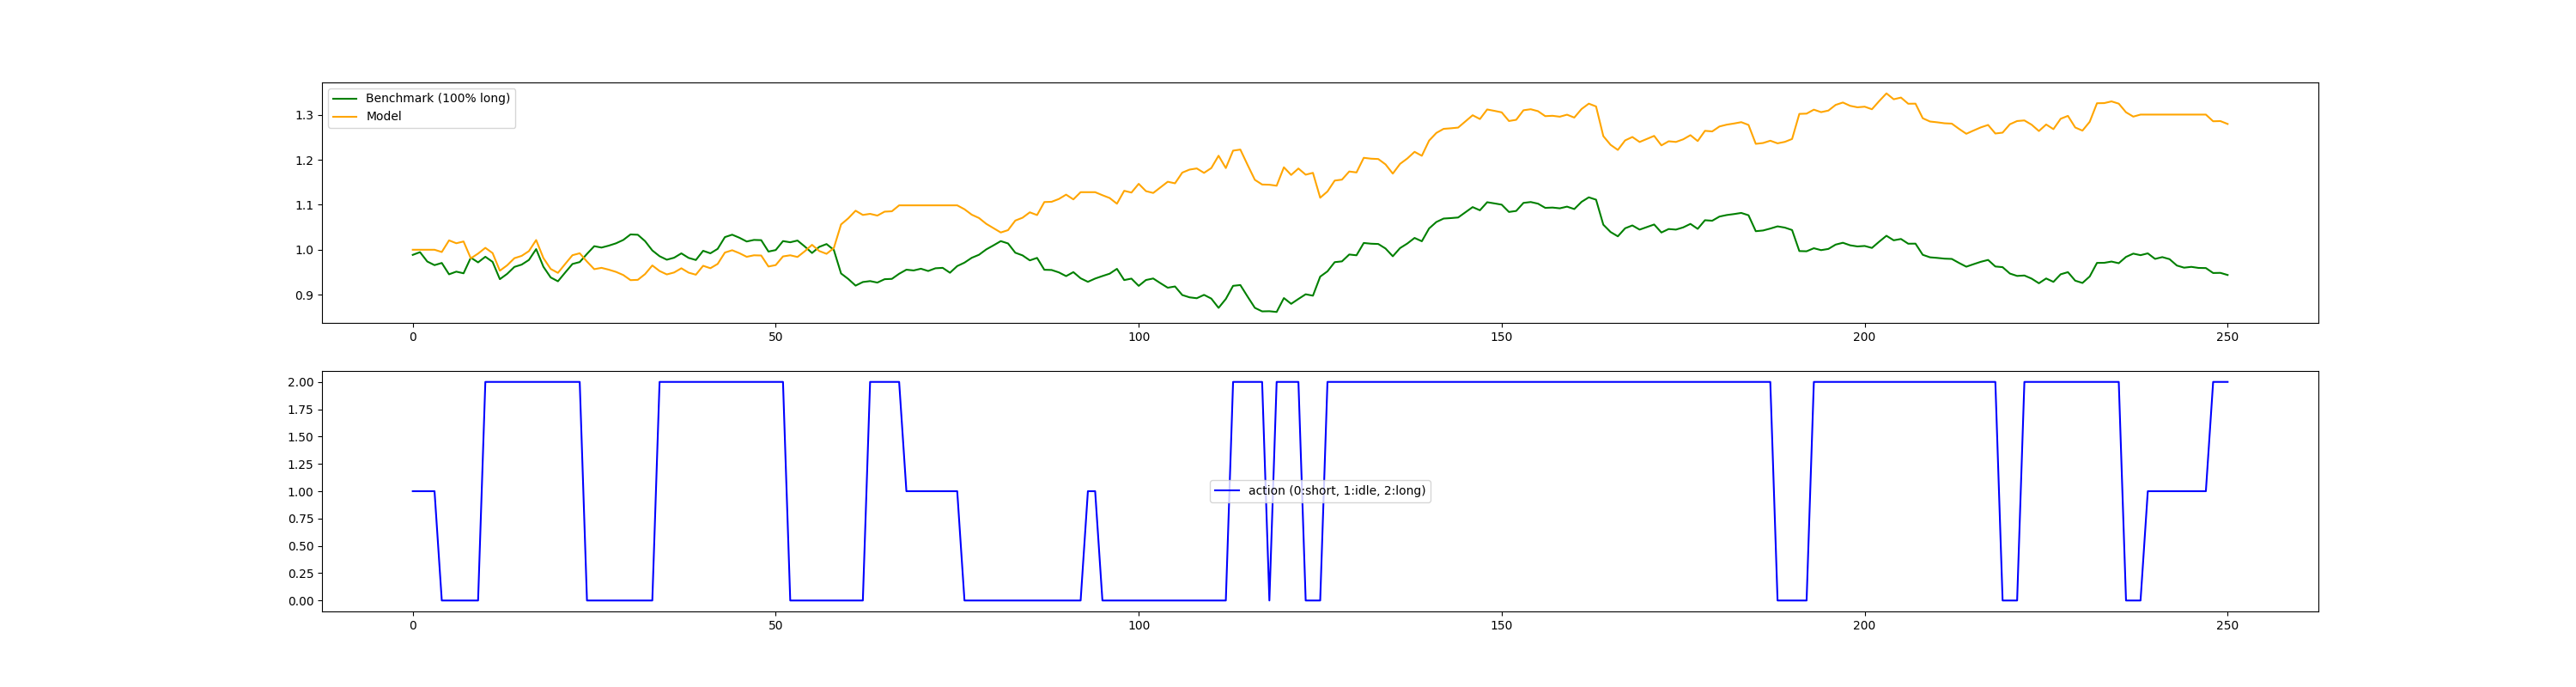 Benchmark (100% long)
Model
1.3
1.2
1.1
1.0
0.9
0 50 100 150 200 250
2.00
1.75
1.50
1.25
1.00
action (0:short, 1:idle, 2:long)
0.75
0.50
0.25
0.00
0 50 100 150 200 250